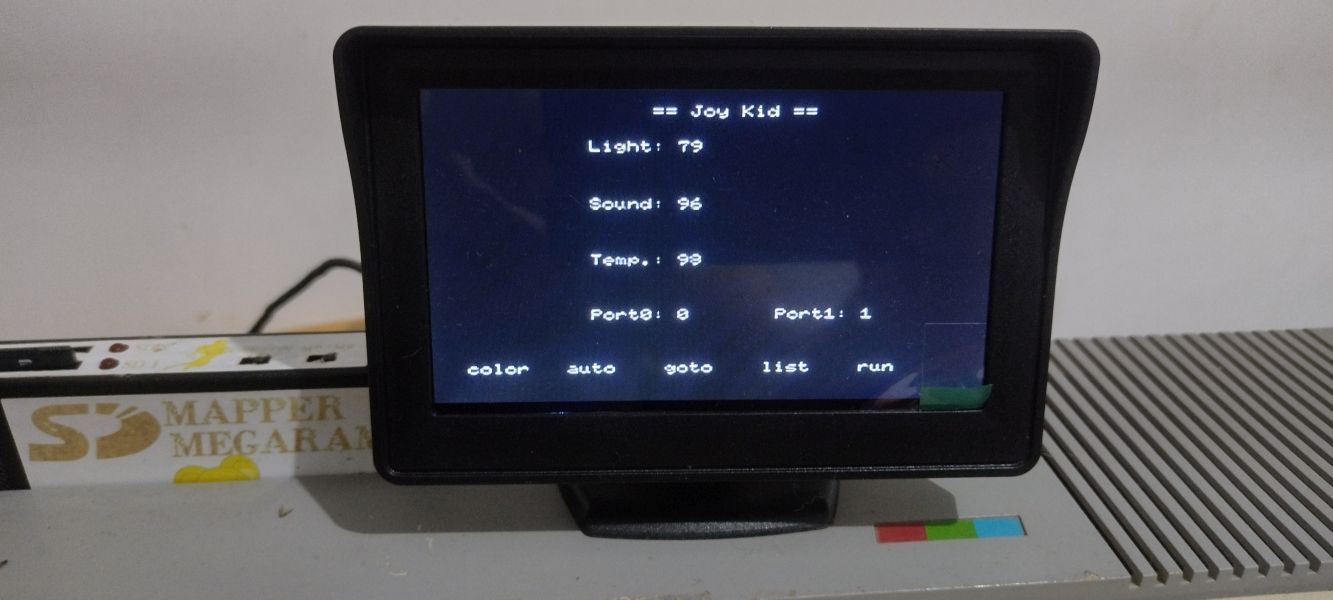 == Joy Kid ==
Light: 79
Sound: 96
Temp.: 99
Port0: 0 Port1: 1
color auto goto list run
SD MAPPER
MEGARAM